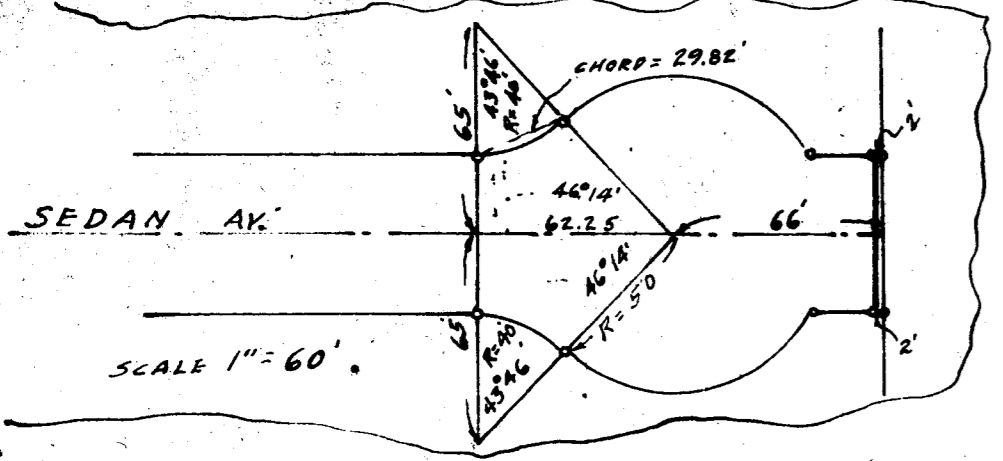 CHORD = 29.82'
65'
43°46'
R=40'
2'
46°14'
SEDAN AV.
62.25
66'
46°14'
R=50
65'
R=40
43°46'
2'
SCALE 1"=60'.